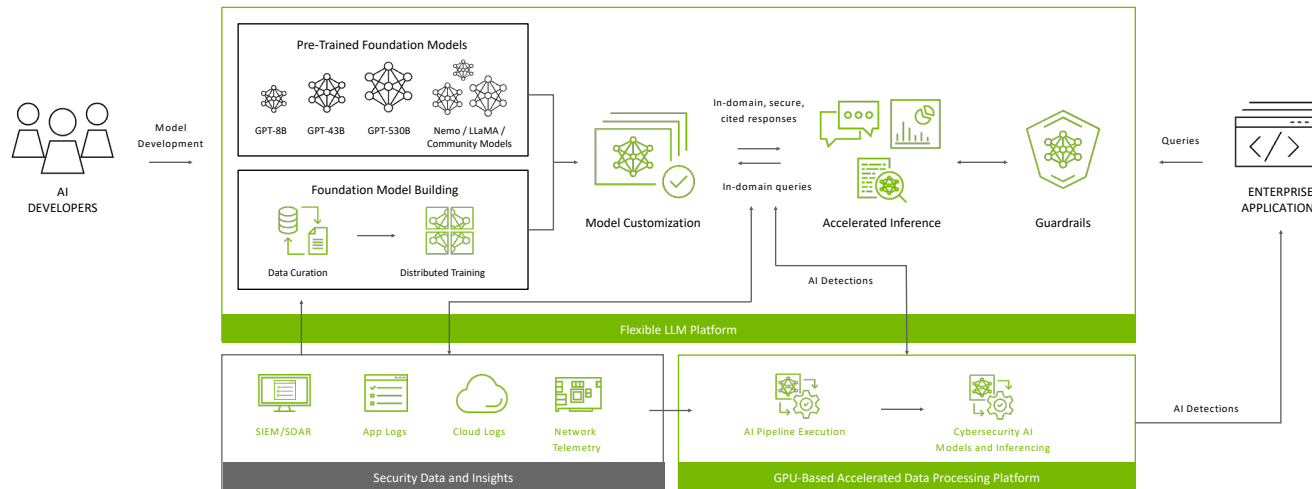 Pre-Trained Foundation Models
GPT-8B
GPT-43B
GPT-530B
Nemo / LLaMA /
Community Models
AI
DEVELOPERS
Model
Development
Foundation Model Building
Data Curation
Distributed Training
Model Customization
In-domain, secure,
cited responses
In-domain queries
Accelerated Inference
Guardrails
Queries
ENTERPRISE
APPLICATION
AI Detections
Flexible LLM Platform
SIEM/SOAR
App Logs
Cloud Logs
Network
Telemetry
Security Data and Insights
AI Pipeline Execution
Cybersecurity AI
Models and Inferencing
GPU-Based Accelerated Data Processing Platform
AI Detections